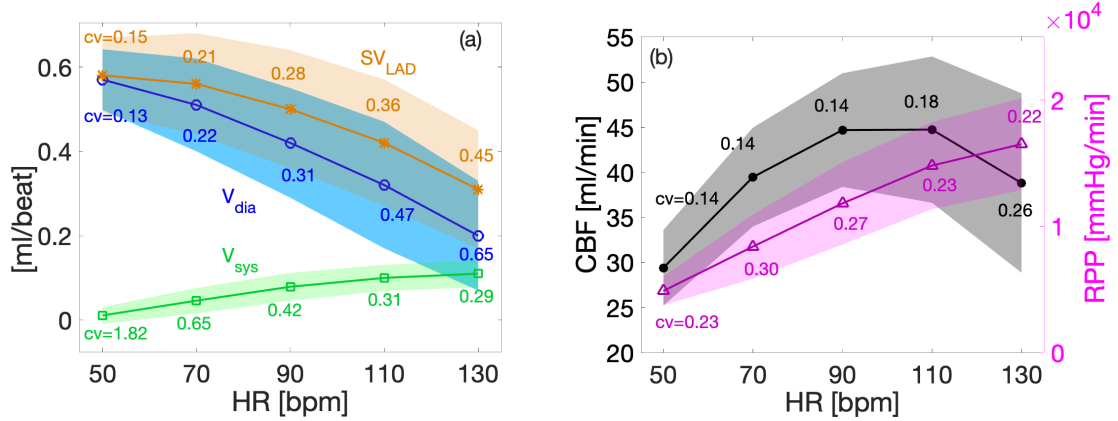 (a)
[ml/beat]
0.6
0.4
0.2
0
cv=0.15
0.21
0.28
0.36
0.45
SV_LAD
cv=0.13
0.22
0.31
0.47
0.65
V_dia
V_sys
cv=1.82
0.65
0.42
0.31
0.29
50 70 90 110 130
HR [bpm]
(b)
×10^4
CBF [ml/min]
55
50
45
40
35
30
25
20
cv=0.14
0.14
0.14
0.18
0.26
cv=0.23
0.30
0.27
0.23
0.22
2
1
0
RPP [mmHg/min]
50 70 90 110 130
HR [bpm]